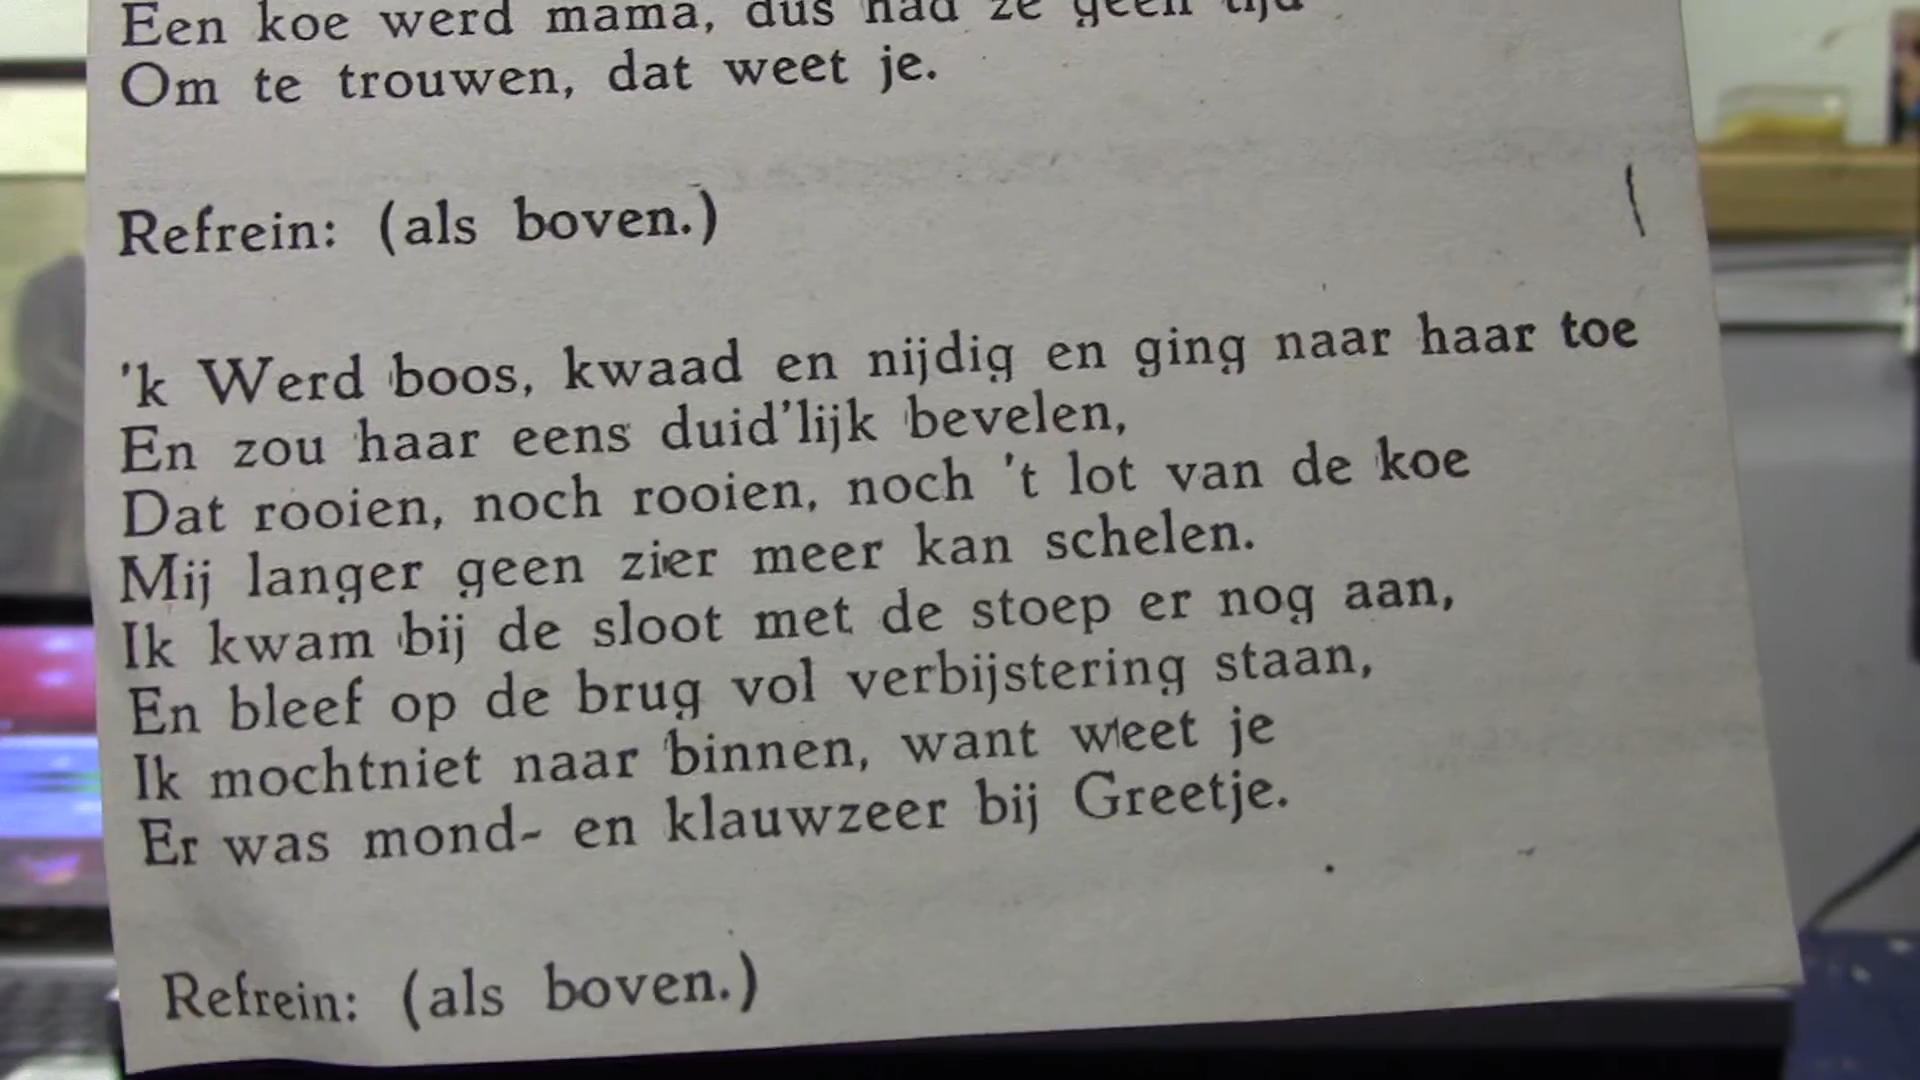 Een koe werd mama, dus had ze geen tijd
Om te trouwen, dat weet je.
Refrein: (als boven.)
'k Werd boos, kwaad en nijdig en ging naar haar toe
En zou haar eens duid'lijk bevelen,
Dat rooien, noch rooien, noch 't lot van de koe
Mij langer geen zier meer kan schelen.
Ik kwam bij de sloot met de stoep er nog aan,
En bleef op de brug vol verbijstering staan,
Ik mochtniet naar binnen, want weet je
Er was mond- en klauwzeer bij Greetje.
Refrein: (als boven.)